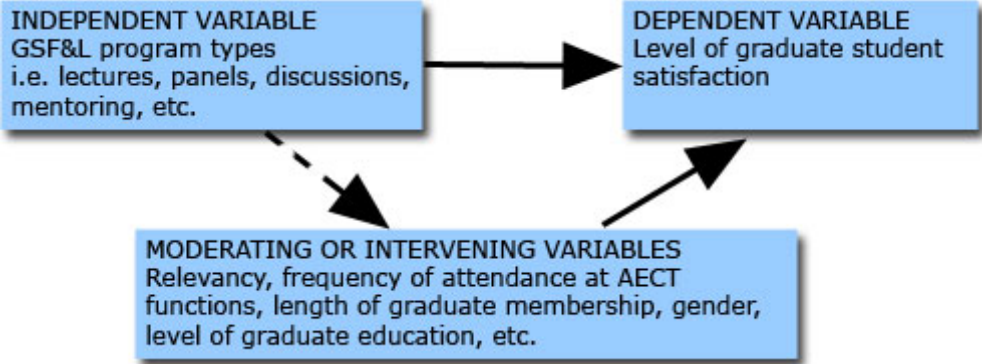 INDEPENDENT VARIABLE
GSF&L program types
i.e. lectures, panels, discussions,
mentoring, etc.
DEPENDENT VARIABLE
Level of graduate student
satisfaction
MODERATING OR INTERVENING VARIABLES
Relevancy, frequency of attendance at AECT
functions, length of graduate membership, gender,
level of graduate education, etc.